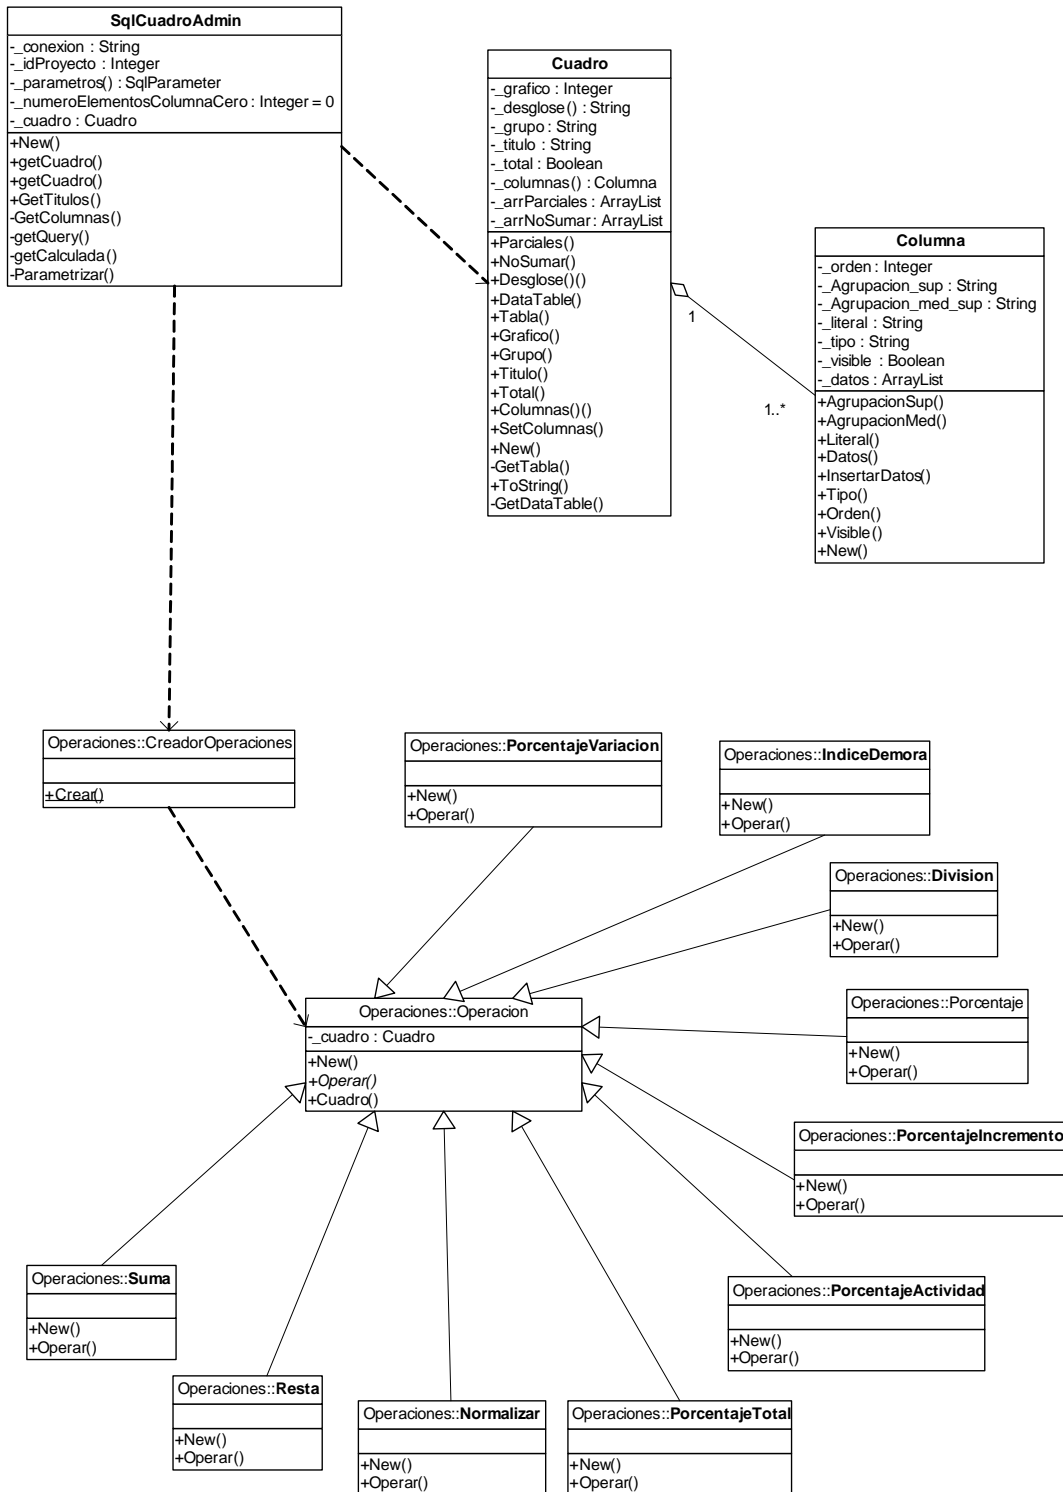 SqlCuadroAdmin
-_conexion : String
-_idProyecto : Integer
-_parametros() : SqlParameter
-_numeroElementosColumnaCero : Integer = 0
-_cuadro : Cuadro
+New()
+getCuadro()
+getCuadro()
+GetTitulos()
-GetColumnas()
-getQuery()
-getCalculada()
-Parametrizar()
Cuadro
-_grafico : Integer
-_desglose() : String
-_grupo : String
-_titulo : String
-_total : Boolean
-_columnas() : Columna
-_arrParciales : ArrayList
-_arrNoSumar : ArrayList
+Parciales()
+NoSumar()
+Desglose()()
+DataTable()
+Tabla()
+Grafico()
+Grupo()
+Titulo()
+Total()
+Columnas()()
+SetColumnas()
+New()
-GetTabla()
+ToString()
-GetDataTable()
1
1..*
Columna
-_orden : Integer
-_Agrupacion_sup : String
-_Agrupacion_med_sup : String
-_literal : String
-_tipo : String
-_visible : Boolean
-_datos : ArrayList
+AgrupacionSup()
+AgrupacionMed()
+Literal()
+Datos()
+InsertarDatos()
+Tipo()
+Orden()
+Visible()
+New()
Operaciones::CreadorOperaciones
+Crear()
Operaciones::PorcentajeVariacion
+New()
+Operar()
Operaciones::IndiceDemora
+New()
+Operar()
Operaciones::Division
+New()
+Operar()
Operaciones::Porcentaje
+New()
+Operar()
Operaciones::Operacion
-_cuadro : Cuadro
+New()
+Operar()
+Cuadro()
Operaciones::PorcentajeIncremento
+New()
+Operar()
Operaciones::Suma
+New()
+Operar()
Operaciones::PorcentajeActividad
+New()
+Operar()
Operaciones::Resta
+New()
+Operar()
Operaciones::Normalizar
+New()
+Operar()
Operaciones::PorcentajeTotal
+New()
+Operar()